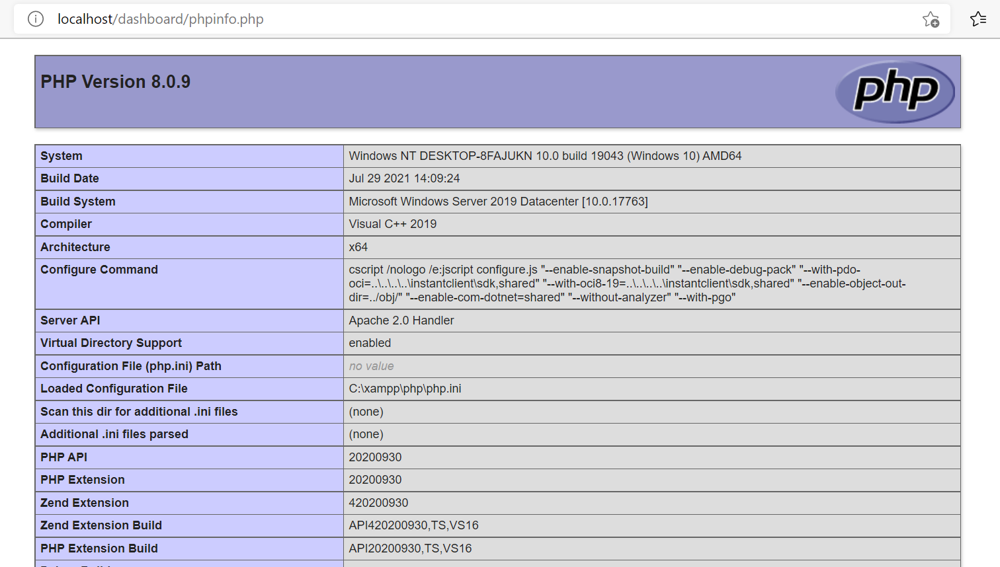 localhost/dashboard/phpinfo.php
PHP Version 8.0.9
php
System Windows NT DESKTOP-8FAJUKN 10.0 build 19043 (Windows 10) AMD64
Build Date Jul 29 2021 14:09:24
Build System Microsoft Windows Server 2019 Datacenter [10.0.17763]
Compiler Visual C++ 2019
Architecture x64
Configure Command cscript /nologo /e:jscript configure.js "--enable-snapshot-build" "--enable-debug-pack" "--with-pdo-
oci=..\..\..\..\instantclient\sdk,shared" "--with-oci8-19=..\..\..\..\instantclient\sdk,shared" "--enable-object-out-
dir=../obj/" "--enable-com-dotnet=shared" "--without-analyzer" "--with-pgo"
Server API Apache 2.0 Handler
Virtual Directory Support enabled
Configuration File (php.ini) Path no value
Loaded Configuration File C:\xampp\php\php.ini
Scan this dir for additional .ini files (none)
Additional .ini files parsed (none)
PHP API 20200930
PHP Extension 20200930
Zend Extension 420200930
Zend Extension Build API420200930,TS,VS16
PHP Extension Build API20200930,TS,VS16